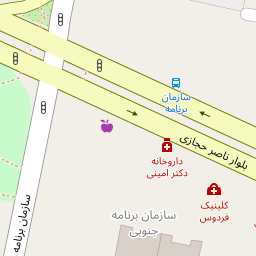 سازمان
برنامه
بلوار ناصر حجازی
داروخانه
دکتر امینی
کلینیک
فردوس
سازمان برنامه
جنوبی
سازمان برنامه